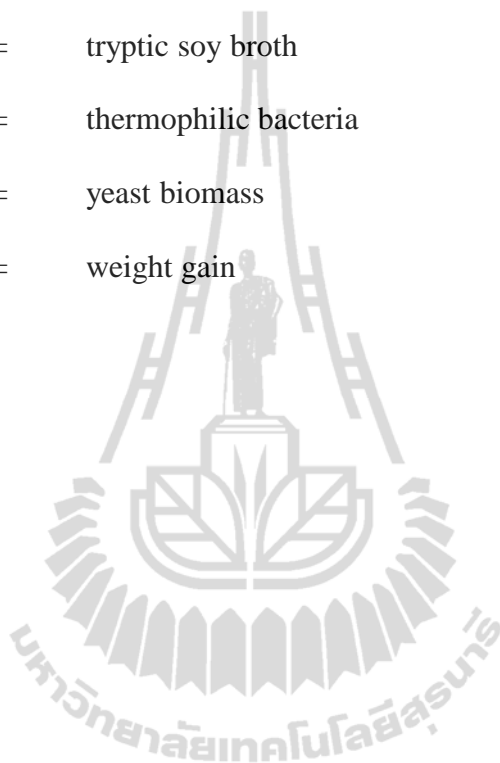 = tryptic soy broth
= thermophilic bacteria
= yeast biomass
= weight gain
มหาวิทยาลัยเทคโนโลยีสุรนารี